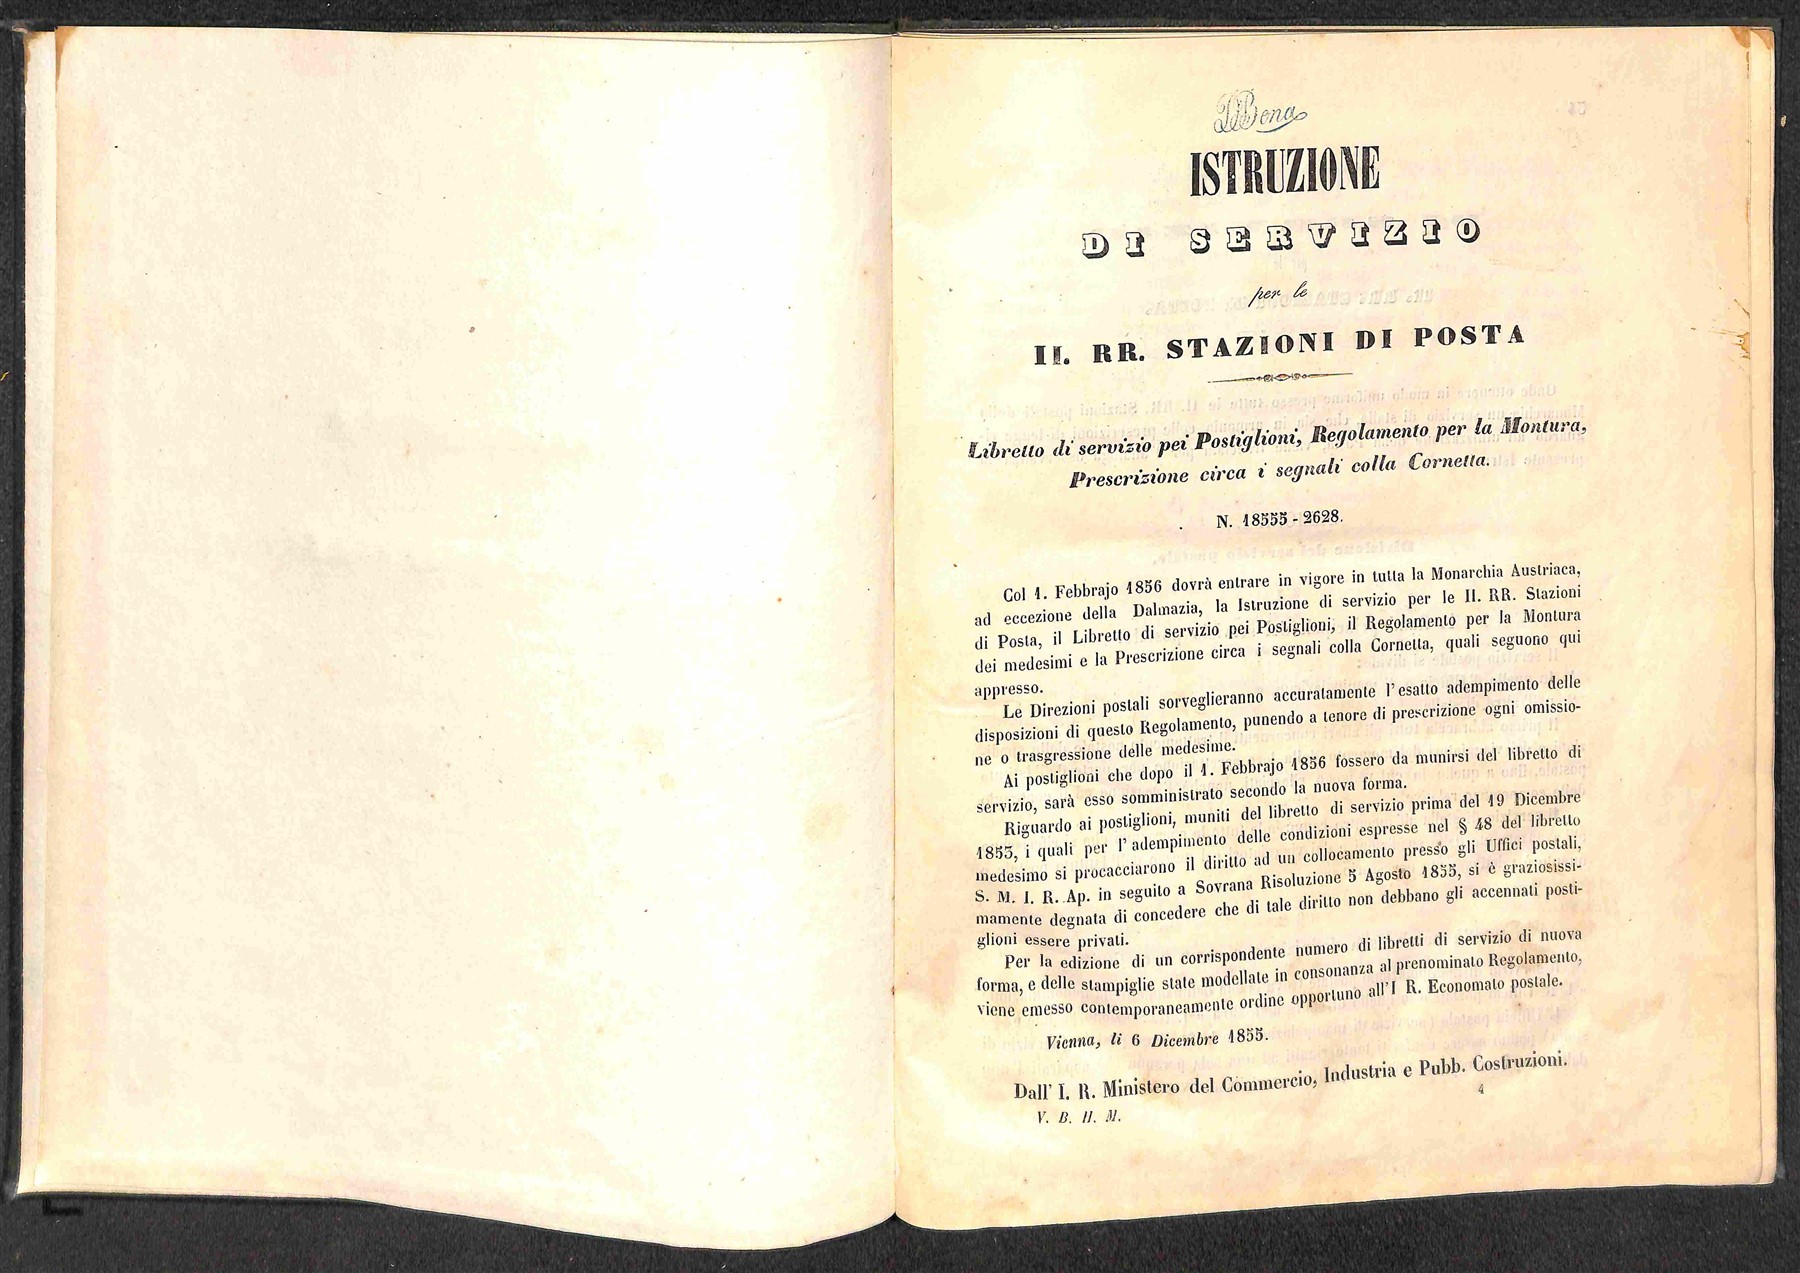 DBena
ISTRUZIONE
DI SERVIZIO
per le
II. RR. STAZIONI DI POSTA
Libretto di servizio pei Postiglioni, Regolamento per la Montura,
Prescrizione circa i segnali colla Cornetta.
N. 18555-2628.
Col 1. Febbrajo 1856 dovrà entrare in vigore in tutta la Monarchia Austriaca,
ad eccezione della Dalmazia, la Istruzione di servizio per le II. RR. Stazioni
di Posta, il Libretto di servizio pei Postiglioni, il Regolamento per la Montura
dei medesimi e la Prescrizione circa i segnali colla Cornetta, quali seguono qui
appresso.
Le Direzioni postali sorveglieranno accuratamente l'esatto adempimento delle
disposizioni di questo Regolamento, punendo a tenore di prescrizione ogni omissio-
ne o trasgressione delle medesime.
Ai postiglioni che dopo il 1. Febbrajo 1856 fossero da munirsi del libretto di
servizio, sarà esso somministrato secondo la nuova forma.
Riguardo ai postiglioni, muniti del libretto di servizio prima del 19 Dicembre
1853, i quali per l'adempimento delle condizioni espresse nel § 48 del libretto
medesimo si procacciarono il diritto ad un collocamento presso gli Uffici postali,
S. M. I. R. Ap. in seguito a Sovrana Risoluzione 5 Agosto 1855, si è graziosissi-
mamente degnata di concedere che di tale diritto non debbano gli accennati posti-
glioni essere privati.
Per la edizione di un corrispondente numero di libretti di servizio di nuova
forma, e delle stampiglie state modellate in consonanza al prenominato Regolamento,
viene emesso contemporaneamente ordine opportuno all'I R. Economato postale.
Vienna, li 6 Dicembre 1855.
Dall' I. R. Ministero del Commercio, Industria e Pubb. Costruzioni.
V. B. II. M.
1